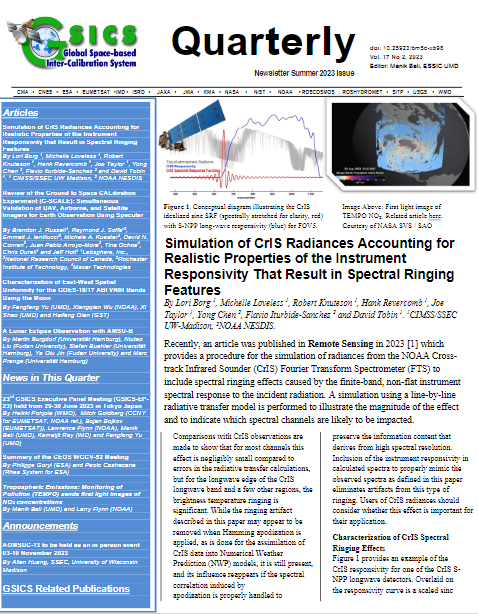 GSICS
Global Space-based
Inter-Calibration System
Quarterly
Newsletter Summer 2023 Issue
doi: 10.25923/bm5d-xb98
Vol. 17 No 2, 2023
Editor: Manik Bali, ESSIC UMD
CMA • CNES • ESA • EUMETSAT •IMD• ISRO • JAXA • JMA • KMA • NASA • NIST • NOAA •ROSCOSMOS .ROSHYDROMET • SITP • USGS • WMO
Articles
Simulation of CrIS Radiances Accounting for
Realistic Properties of the Instrument
Responsivity that Result in Spectral Ringing
Features
By Lori Borg 1, Michelle Loveless 1, Robert
Knuteson 1, Hank Revercomb 1, Joe Taylor 1, Yong
Chen 2, Flavio Iturbide-Sanchez 2 and David Tobin
1. 1 CIMSS/SSEC UW Madison, 2 NOAA NESDIS
Review of the Ground to Space CALibration
Experiment (G-SCALE): Simultaneous
Validation of UAV, Airborne, and Satellite
Imagers for Earth Observation Using Specular
By Brandon J. Russell1, Raymond J. Soffer2,
Emmett J. Ientilucci3, Michele A. Kuester4, David N.
Conran3, Juan Pablo Arroyo-Mora2, Tina Ochoa1,
Chris Durell1 and Jeff Holt1 1Labsphere, Inc.,
2National Research Council of Canada, 3Rochester
Institute of Technology, 4Maxar Technologies
Characterization of East-West Spatial
Uniformity for the GOES-16/17 ABI VNIR Bands
Using the Moon
By Fangfang Yu (UMD), Xiangqian Wu (NOAA), Xi
Shao (UMD) and Haifeng Qian (GST)
A Lunar Eclipse Observation with AMSU-B
By Martin Burgdorf (Universität Hamburg), Niutao
Liu (Fudan University), Stefan Buehler (Universität
Hamburg), Ya Qiu Jin (Fudan University) and Marc
Prange (Universität Hamburg)
News in This Quarter
23rd GSICS Executive Panel Meeting (GSICS-EP-
23) held from 29-30 June 2023 in Tokyo Japan
By Heikki Pohjola (WMO), Mitch Goldberg (CCNY
for EUMETSAT, NOAA ret.), Bojan Bojkov
(EUMETSAT), Lawrence Flynn (NOAA), Manik
Bali (UMD), Kamaljit Ray (IMD) and Fangfang Yu
(UMD)
Summary of the CEOS WGCV-52 Meeting
By Philippe Goryl (ESA) and Paolo Castracane
(Rhea System for ESA)
Tropospheric Emissions: Monitoring of
Pollution (TEMPO) sends first light images of
NO2 concentrations
By Manik Bali (UMD) and Larry Flynn (NOAA)
Announcements
AOMSUC-13 to be held as an in person event
03-10 November 2023
By Allen Huang, SSEC, University of Wisconsin
Madison
GSICS Related Publications
Top-of-atmosphere Radiance
CrIS Spectral Response Function
Figure 1. Conceptual diagram illustrating the CrIS
idealized sinc SRF (spectrally stretched for clarity, red)
with S-NPP long-wave responsivity (blue) for FOV5.
Image Above: First light image of
TEMPO NO2. Related article here.
Courtesy of NASA SVS / SAO
Simulation of CrIS Radiances Accounting for
Realistic Properties of the Instrument
Responsivity That Result in Spectral Ringing
Features
By Lori Borg 1, Michelle Loveless 1, Robert Knuteson 1, Hank Revercomb 1, Joe
Taylor 1, Yong Chen 2, Flavio Iturbide-Sanchez 2 and David Tobin 1. 1CIMSS/SSEC
UW-Madison, 2NOAA NESDIS.
Recently, an article was published in Remote Sensing in 2023 [1] which
provides a procedure for the simulation of radiances from the NOAA Cross-
track Infrared Sounder (CrIS) Fourier Transform Spectrometer (FTS) to
include spectral ringing effects caused by the finite-band, non-flat instrument
spectral response to the incident radiation. A simulation using a line-by-line
radiative transfer model is performed to illustrate the magnitude of the effect
and to indicate which spectral channels are likely to be impacted.
Comparisons with CrIS observations are
made to show that for most channels this
effect is negligibly small compared to
errors in the radiative transfer calculations,
but for the longwave edge of the CrIS
longwave band and a few other regions, the
brightness temperature ringing is
significant. While the ringing artifact
described in this paper may appear to be
removed when Hamming apodization is
applied, as is done for the assimilation of
CrIS data into Numerical Weather
Prediction (NWP) models, it is still present,
and its influence reappears if the spectral
correlation induced by
apodization is properly handled to
preserve the information content that
derives from high spectral resolution.
Inclusion of the instrument responsivity in
calculated spectra to properly mimic the
observed spectra as defined in this paper
eliminates artifacts from this type of
ringing. Users of CrIS radiances should
consider whether this effect is important for
their application.
Characterization of CrIS Spectral
Ringing Effects
Figure 1 provides an example of the
CrIS responsivity for one of the CrIS S-
NPP longwave detectors. Overlaid on
the responsivity curve is a scaled sinc